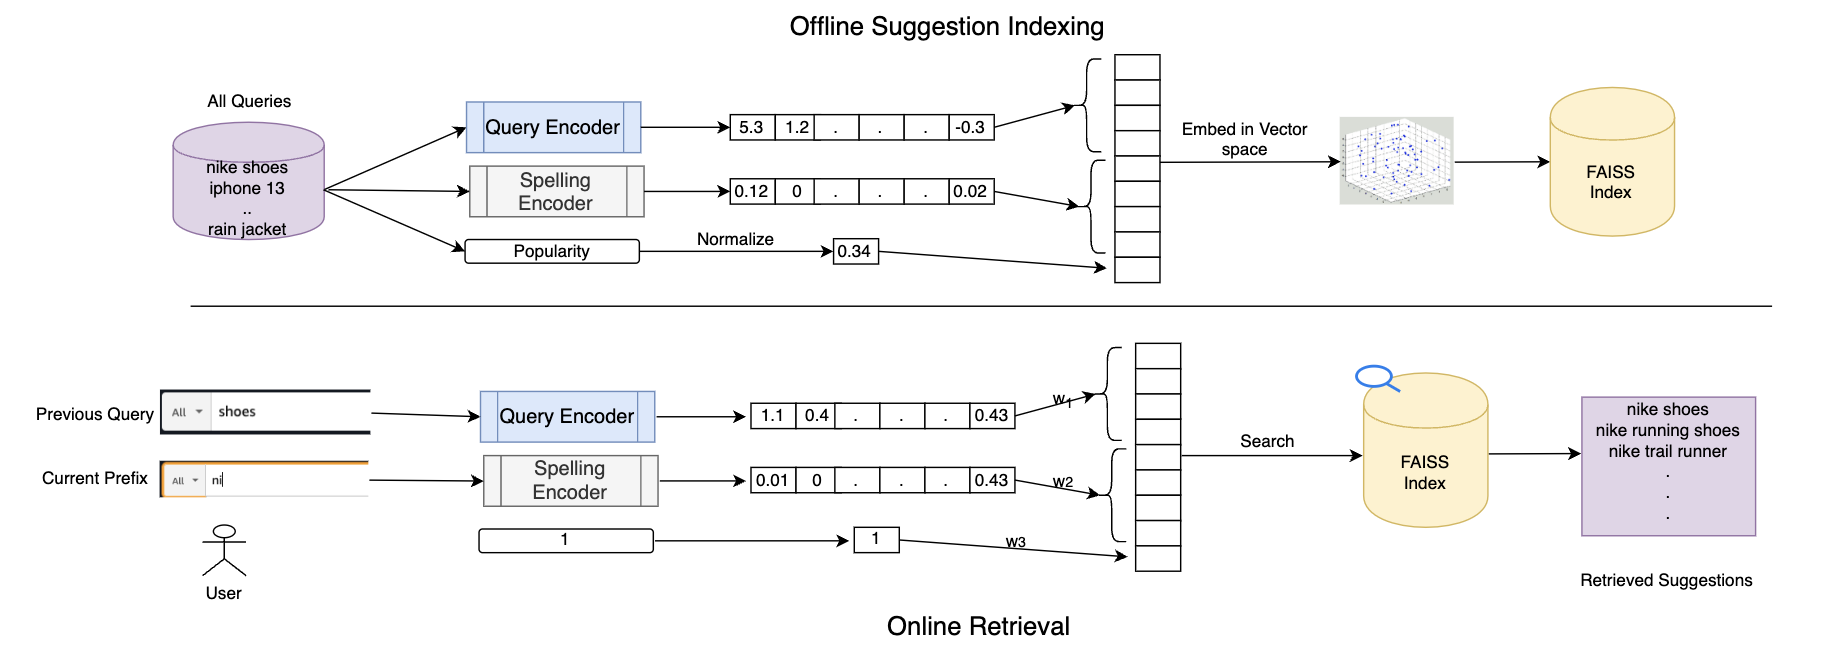 Offline Suggestion Indexing
All Queries
nike shoes
iphone 13
..
rain jacket
Query Encoder
5.3 1.2 . . . -0.3
Spelling
Encoder
0.12 0 . . . 0.02
Popularity
Normalize
0.34
Embed in Vector
space
FAISS
Index
Previous Query
All shoes
Query Encoder
1.1 0.4 . . . 0.43
w1
Current Prefix
All ni
Spelling
Encoder
0.01 0 . . . 0.43
w2
1
1
w3
User
Search
FAISS
Index
nike shoes
nike running shoes
nike trail runner
.
.
.
Retrieved Suggestions
Online Retrieval